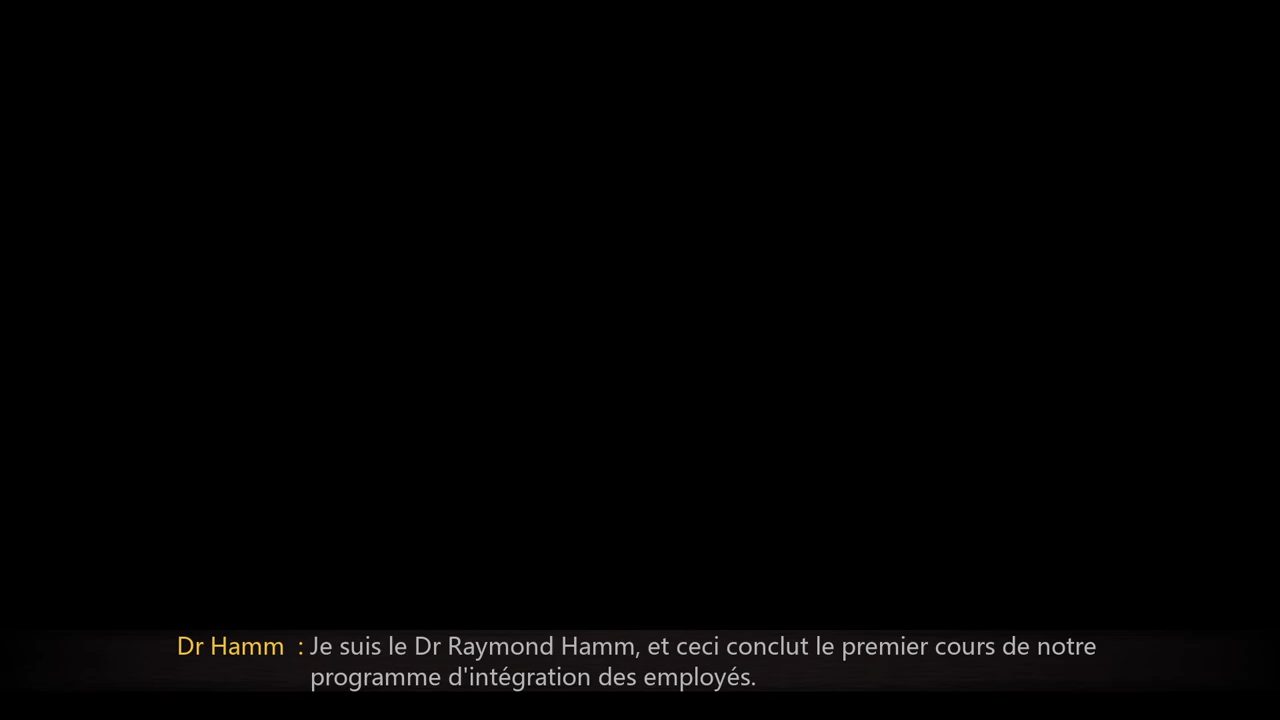 Dr Hamm : Je suis le Dr Raymond Hamm, et ceci conclut le premier cours de notre
programme d'intégration des employés.